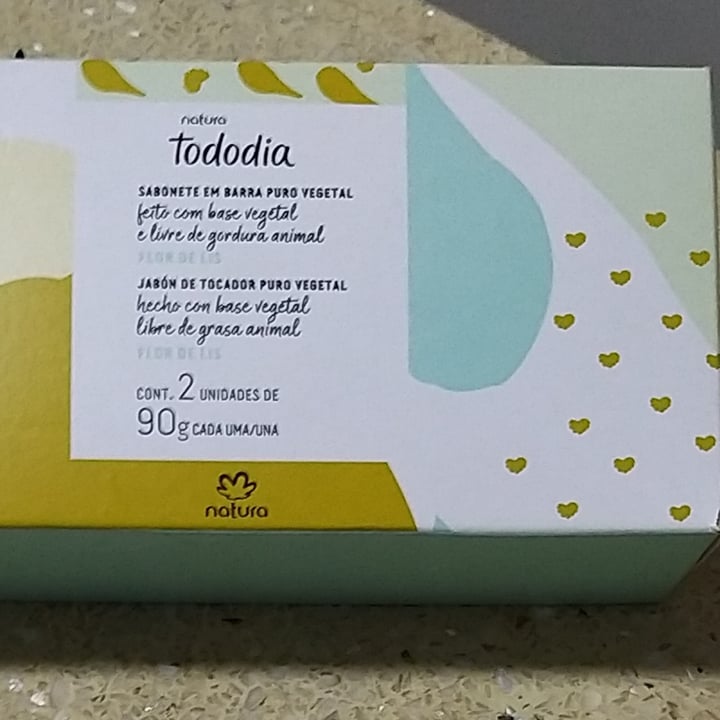 natura
tododia
SABONETE EM BARRA PURO VEGETAL
feito com base vegetal
e livre de gordura animal
FLOR DE LIS
JABÓN DE TOCADOR PURO VEGETAL
hecho con base vegetal
libre de grasa animal
FLOR DE LIS
CONT. 2 UNIDADES DE
90g CADA UMA/UNA
natura